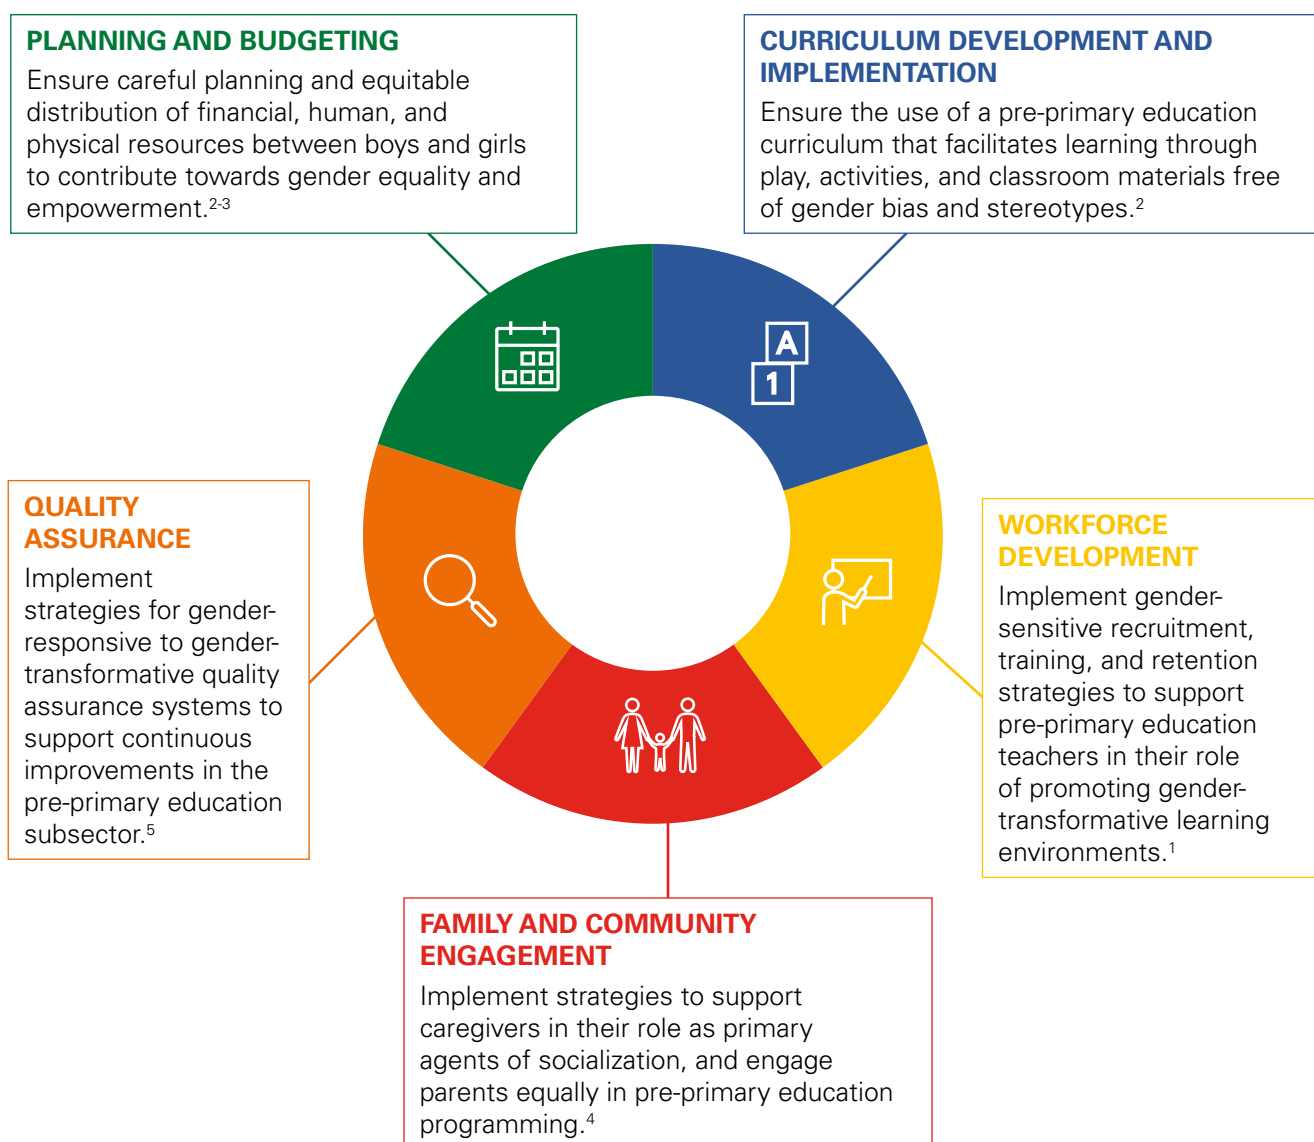 PLANNING AND BUDGETING
Ensure careful planning and equitable
distribution of financial, human, and
physical resources between boys and girls
to contribute towards gender equality and
empowerment.2-3
CURRICULUM DEVELOPMENT AND
IMPLEMENTATION
Ensure the use of a pre-primary education
curriculum that facilitates learning through
play, activities, and classroom materials free
of gender bias and stereotypes.2
A
1
QUALITY
ASSURANCE
Implement
strategies for gender-
responsive to gender-
transformative quality
assurance systems to
support continuous
improvements in the
pre-primary education
subsector.5
WORKFORCE
DEVELOPMENT
Implement gender-
sensitive recruitment,
training, and retention
strategies to support
pre-primary education
teachers in their role
of promoting gender-
transformative learning
environments.1
FAMILY AND COMMUNITY
ENGAGEMENT
Implement strategies to support
caregivers in their role as primary
agents of socialization, and engage
parents equally in pre-primary education
programming.4